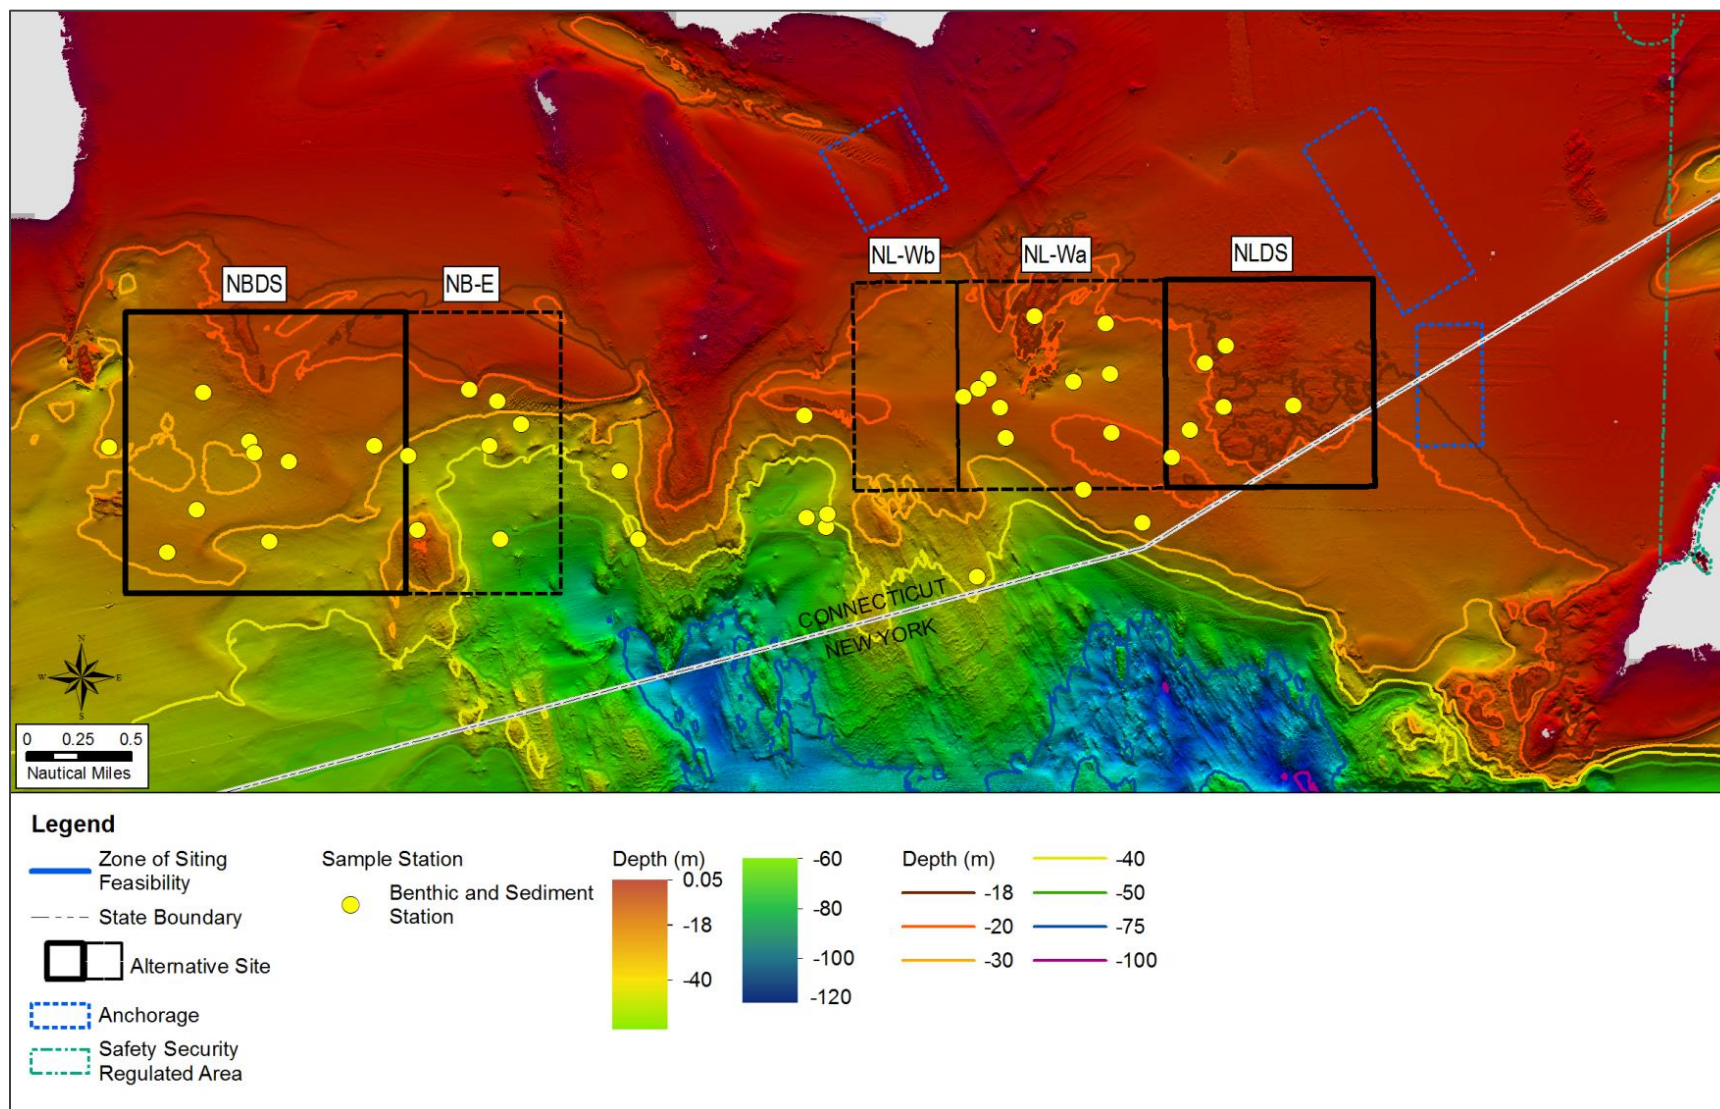 NBDS
NB-E
NL-Wb
NL-Wa
NLDS
CONNECTICUT
NEW YORK
N
W E
S
0 0.25 0.5
Nautical Miles
Legend
Zone of Siting
Feasibility
State Boundary
Alternative Site
Anchorage
Safety Security
Regulated Area
Sample Station
Benthic and Sediment
Station
Depth (m)
0.05
-18
-40
-60
-80
-100
-120
Depth (m)
-18
-20
-30
-40
-50
-75
-100